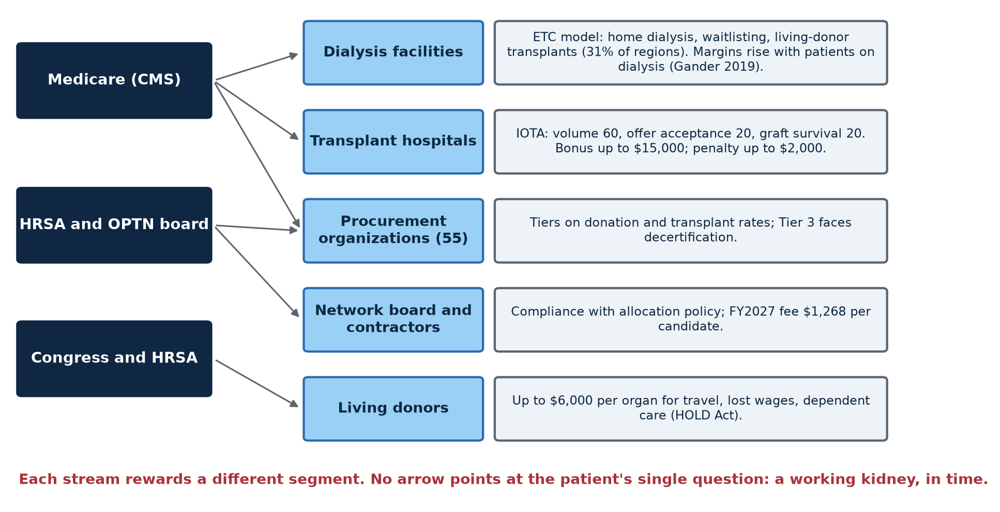 Medicare (CMS)
HRSA and OPTN board
Congress and HRSA
Dialysis facilities
ETC model: home dialysis, waitlisting, living-donor
transplants (31% of regions). Margins rise with patients on
dialysis (Gander 2019).
Transplant hospitals
IOTA: volume 60, offer acceptance 20, graft survival 20.
Bonus up to $15,000; penalty up to $2,000.
Procurement
organizations (55)
Tiers on donation and transplant rates; Tier 3 faces
decertification.
Network board and
contractors
Compliance with allocation policy; FY2027 fee $1,268 per
candidate.
Living donors
Up to $6,000 per organ for travel, lost wages, dependent
care (HOLD Act).
Each stream rewards a different segment. No arrow points at the patient's single question: a working kidney, in time.